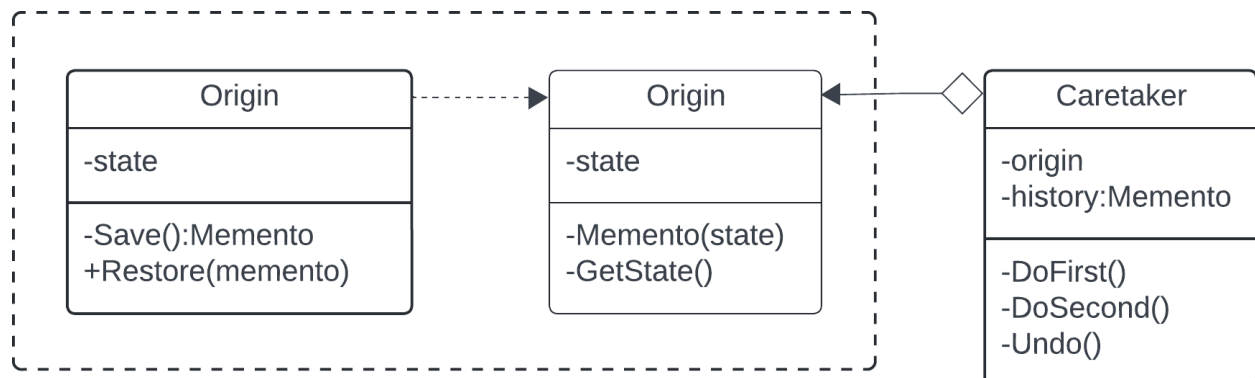 Origin
-state
-Save():Memento
+Restore(memento)
Origin
-state
-Memento(state)
-GetState()
Caretaker
-origin
-history:Memento
-DoFirst()
-DoSecond()
-Undo()